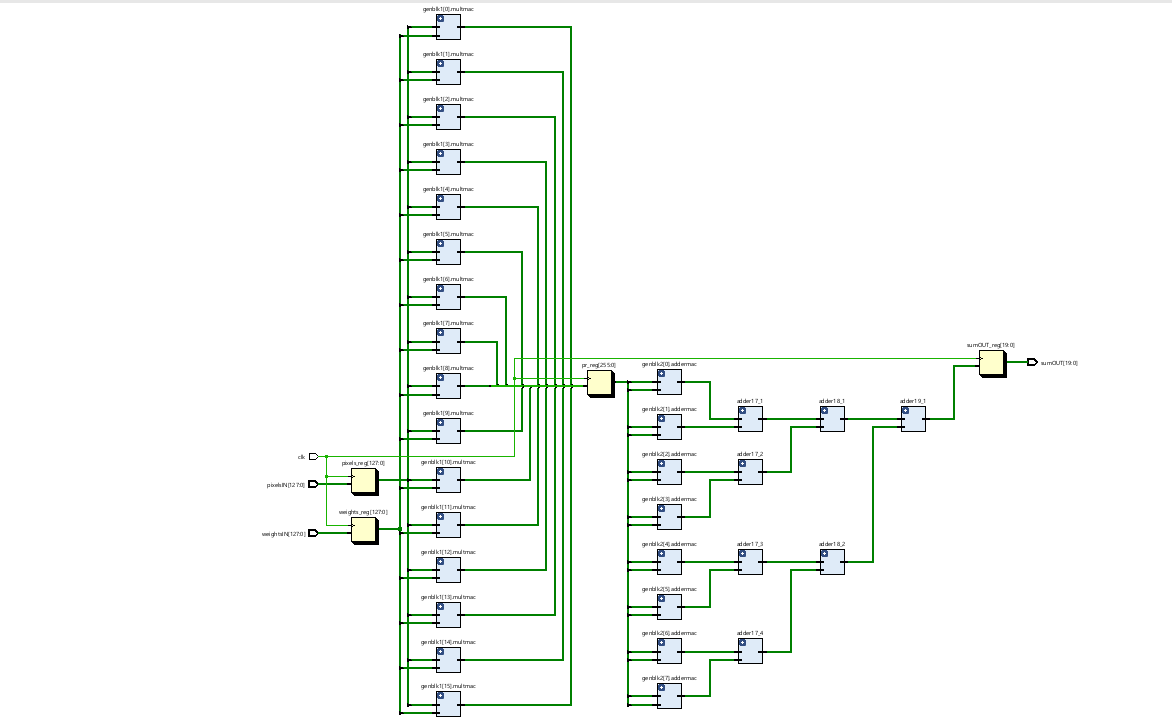 genblk1[0].multmac
genblk1[1].multmac
genblk1[2].multmac
genblk1[3].multmac
genblk1[4].multmac
genblk1[5].multmac
genblk1[6].multmac
genblk1[7].multmac
genblk1[8].multmac
genblk1[9].multmac
genblk1[10].multmac
genblk1[11].multmac
genblk1[12].multmac
genblk1[13].multmac
genblk1[14].multmac
genblk1[15].multmac
clk
pixelsIN[127:0]
weightsIN[127:0]
pixels_reg[127:0]
weights_reg[127:0]
pr_reg[255:0]
genblk2[0].addermac
genblk2[1].addermac
genblk2[2].addermac
genblk2[3].addermac
genblk2[4].addermac
genblk2[5].addermac
genblk2[6].addermac
genblk2[7].addermac
adder17_1
adder17_2
adder17_3
adder17_4
adder18_1
adder18_2
adder19_1
sumOUT_reg[19:0]
sumOUT[19:0]